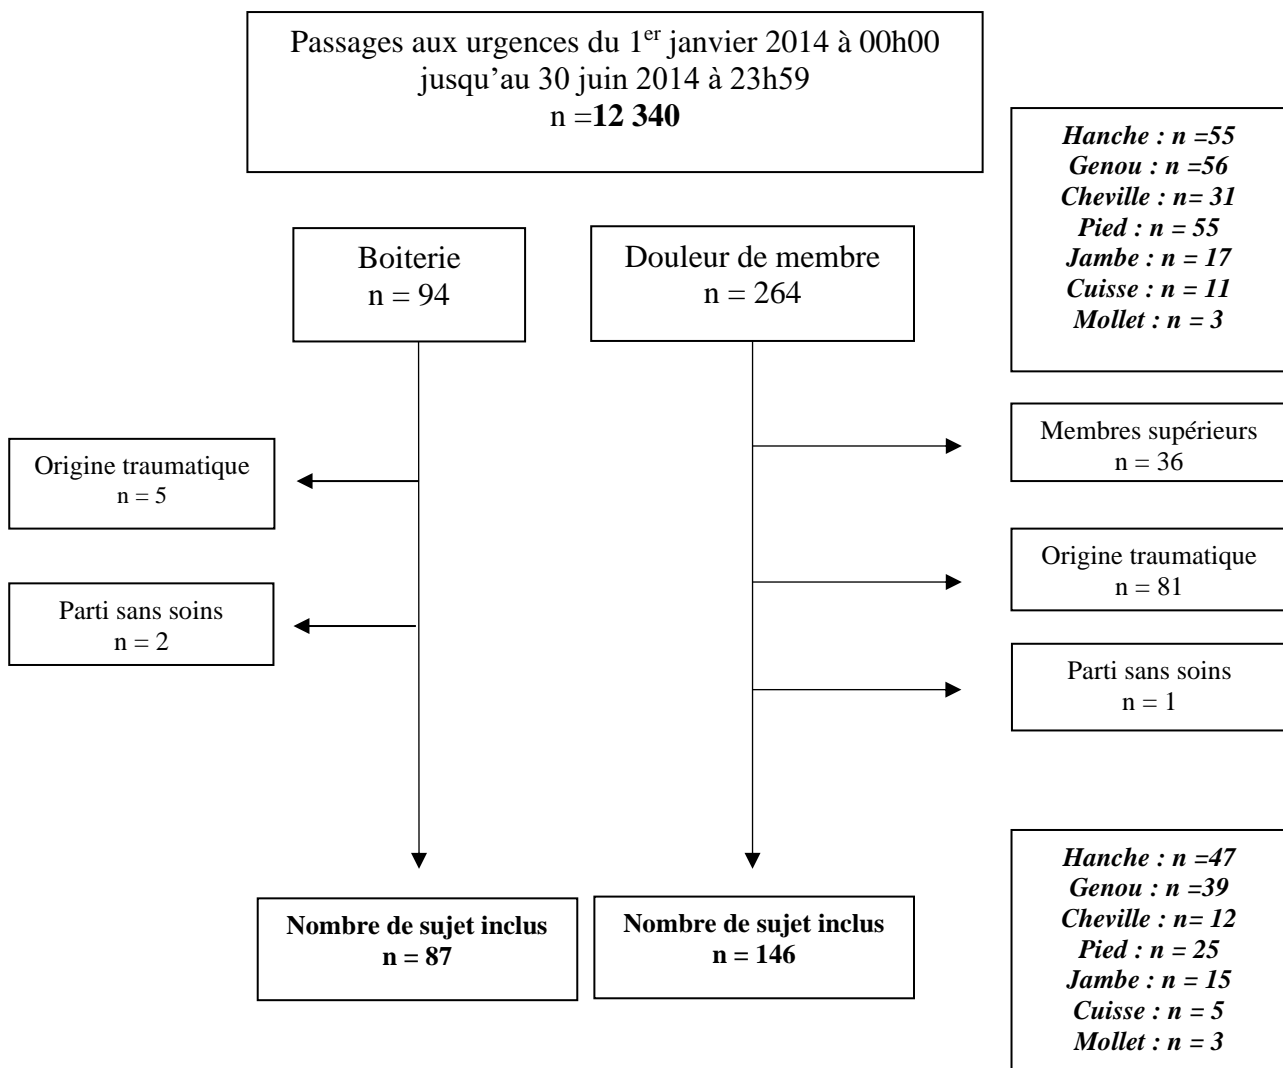 Passages aux urgences du 1er janvier 2014 à 00h00
jusqu’au 30 juin 2014 à 23h59
n =12 340
Hanche : n =55
Genou : n =56
Cheville : n= 31
Pied : n = 55
Jambe : n = 17
Cuisse : n = 11
Mollet : n = 3
Boiterie
n = 94
Douleur de membre
n = 264
Membres supérieurs
n = 36
Origine traumatique
n = 5
Origine traumatique
n = 81
Parti sans soins
n = 2
Parti sans soins
n = 1
Nombre de sujet inclus
n = 87
Nombre de sujet inclus
n = 146
Hanche : n =47
Genou : n =39
Cheville : n= 12
Pied : n = 25
Jambe : n = 15
Cuisse : n = 5
Mollet : n = 3